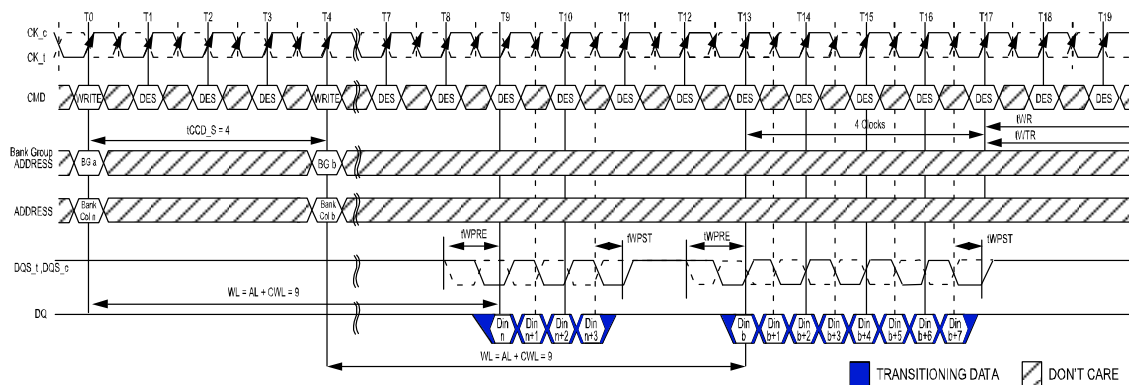 T0 T1 T2 T3 T4 T7 T8 T9 T10 T11 T12 T13 T14 T15 T16 T17 T18 T19
CK_c
CK_t
CMD WRITE DES DES DES WRITE DES DES DES DES DES DES DES DES DES DES DES DES DES
tCCD_S = 4
4 Clocks
tWR
tWTR
Bank Group
ADDRESS
BG a
BG b
ADDRESS
Bank
Col n
Bank
Col b
tWPRE
tWPST
tWPRE
tWPST
DQS_t ,DQS_c
WL = AL + CWL = 9
DQ
Din
n
Din
n+1
Din
n+2
Din
n+3
Din
b
Din
b+1
Din
b+2
Din
b+3
Din
b+4
Din
b+5
Din
b+6
Din
b+7
WL = AL + CWL = 9
TRANSITIONING DATA
DON'T CARE